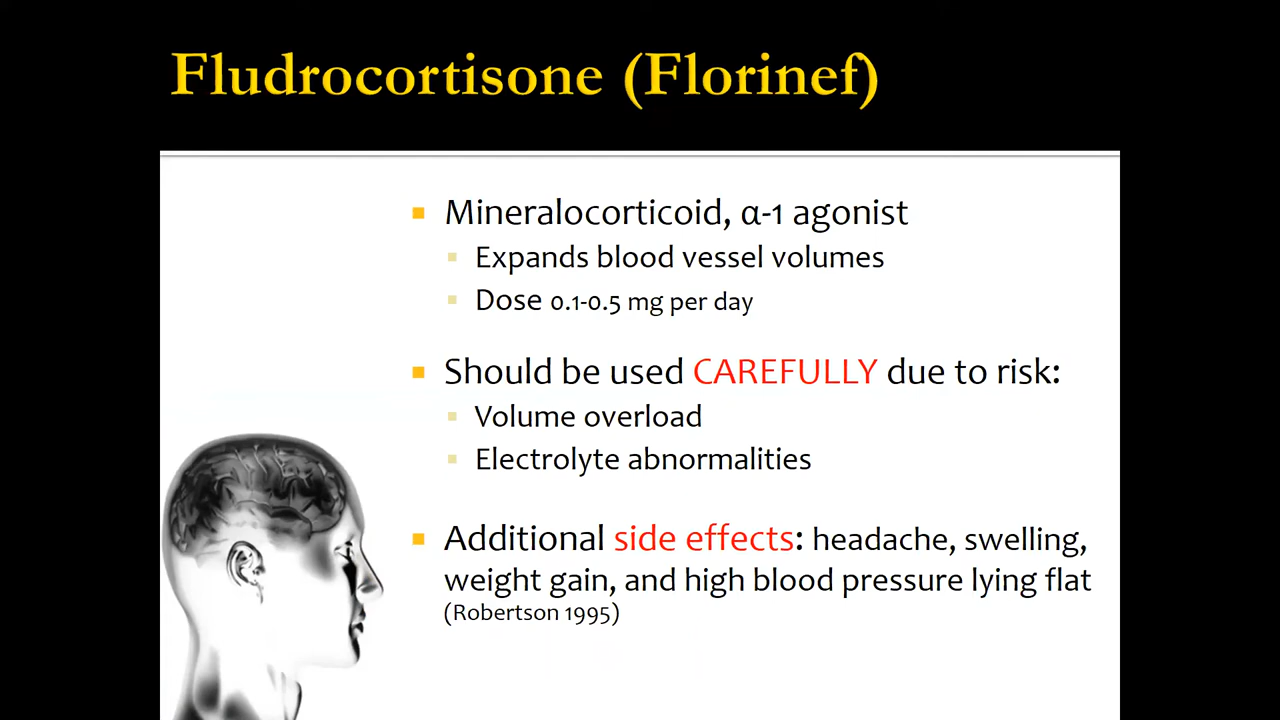 Fludrocortisone (Florinef)
Mineralocorticoid, α-1 agonist
Expands blood vessel volumes
Dose 0.1-0.5 mg per day
Should be used CAREFULLY due to risk:
Volume overload
Electrolyte abnormalities
Additional side effects: headache, swelling,
weight gain, and high blood pressure lying flat
(Robertson 1995)